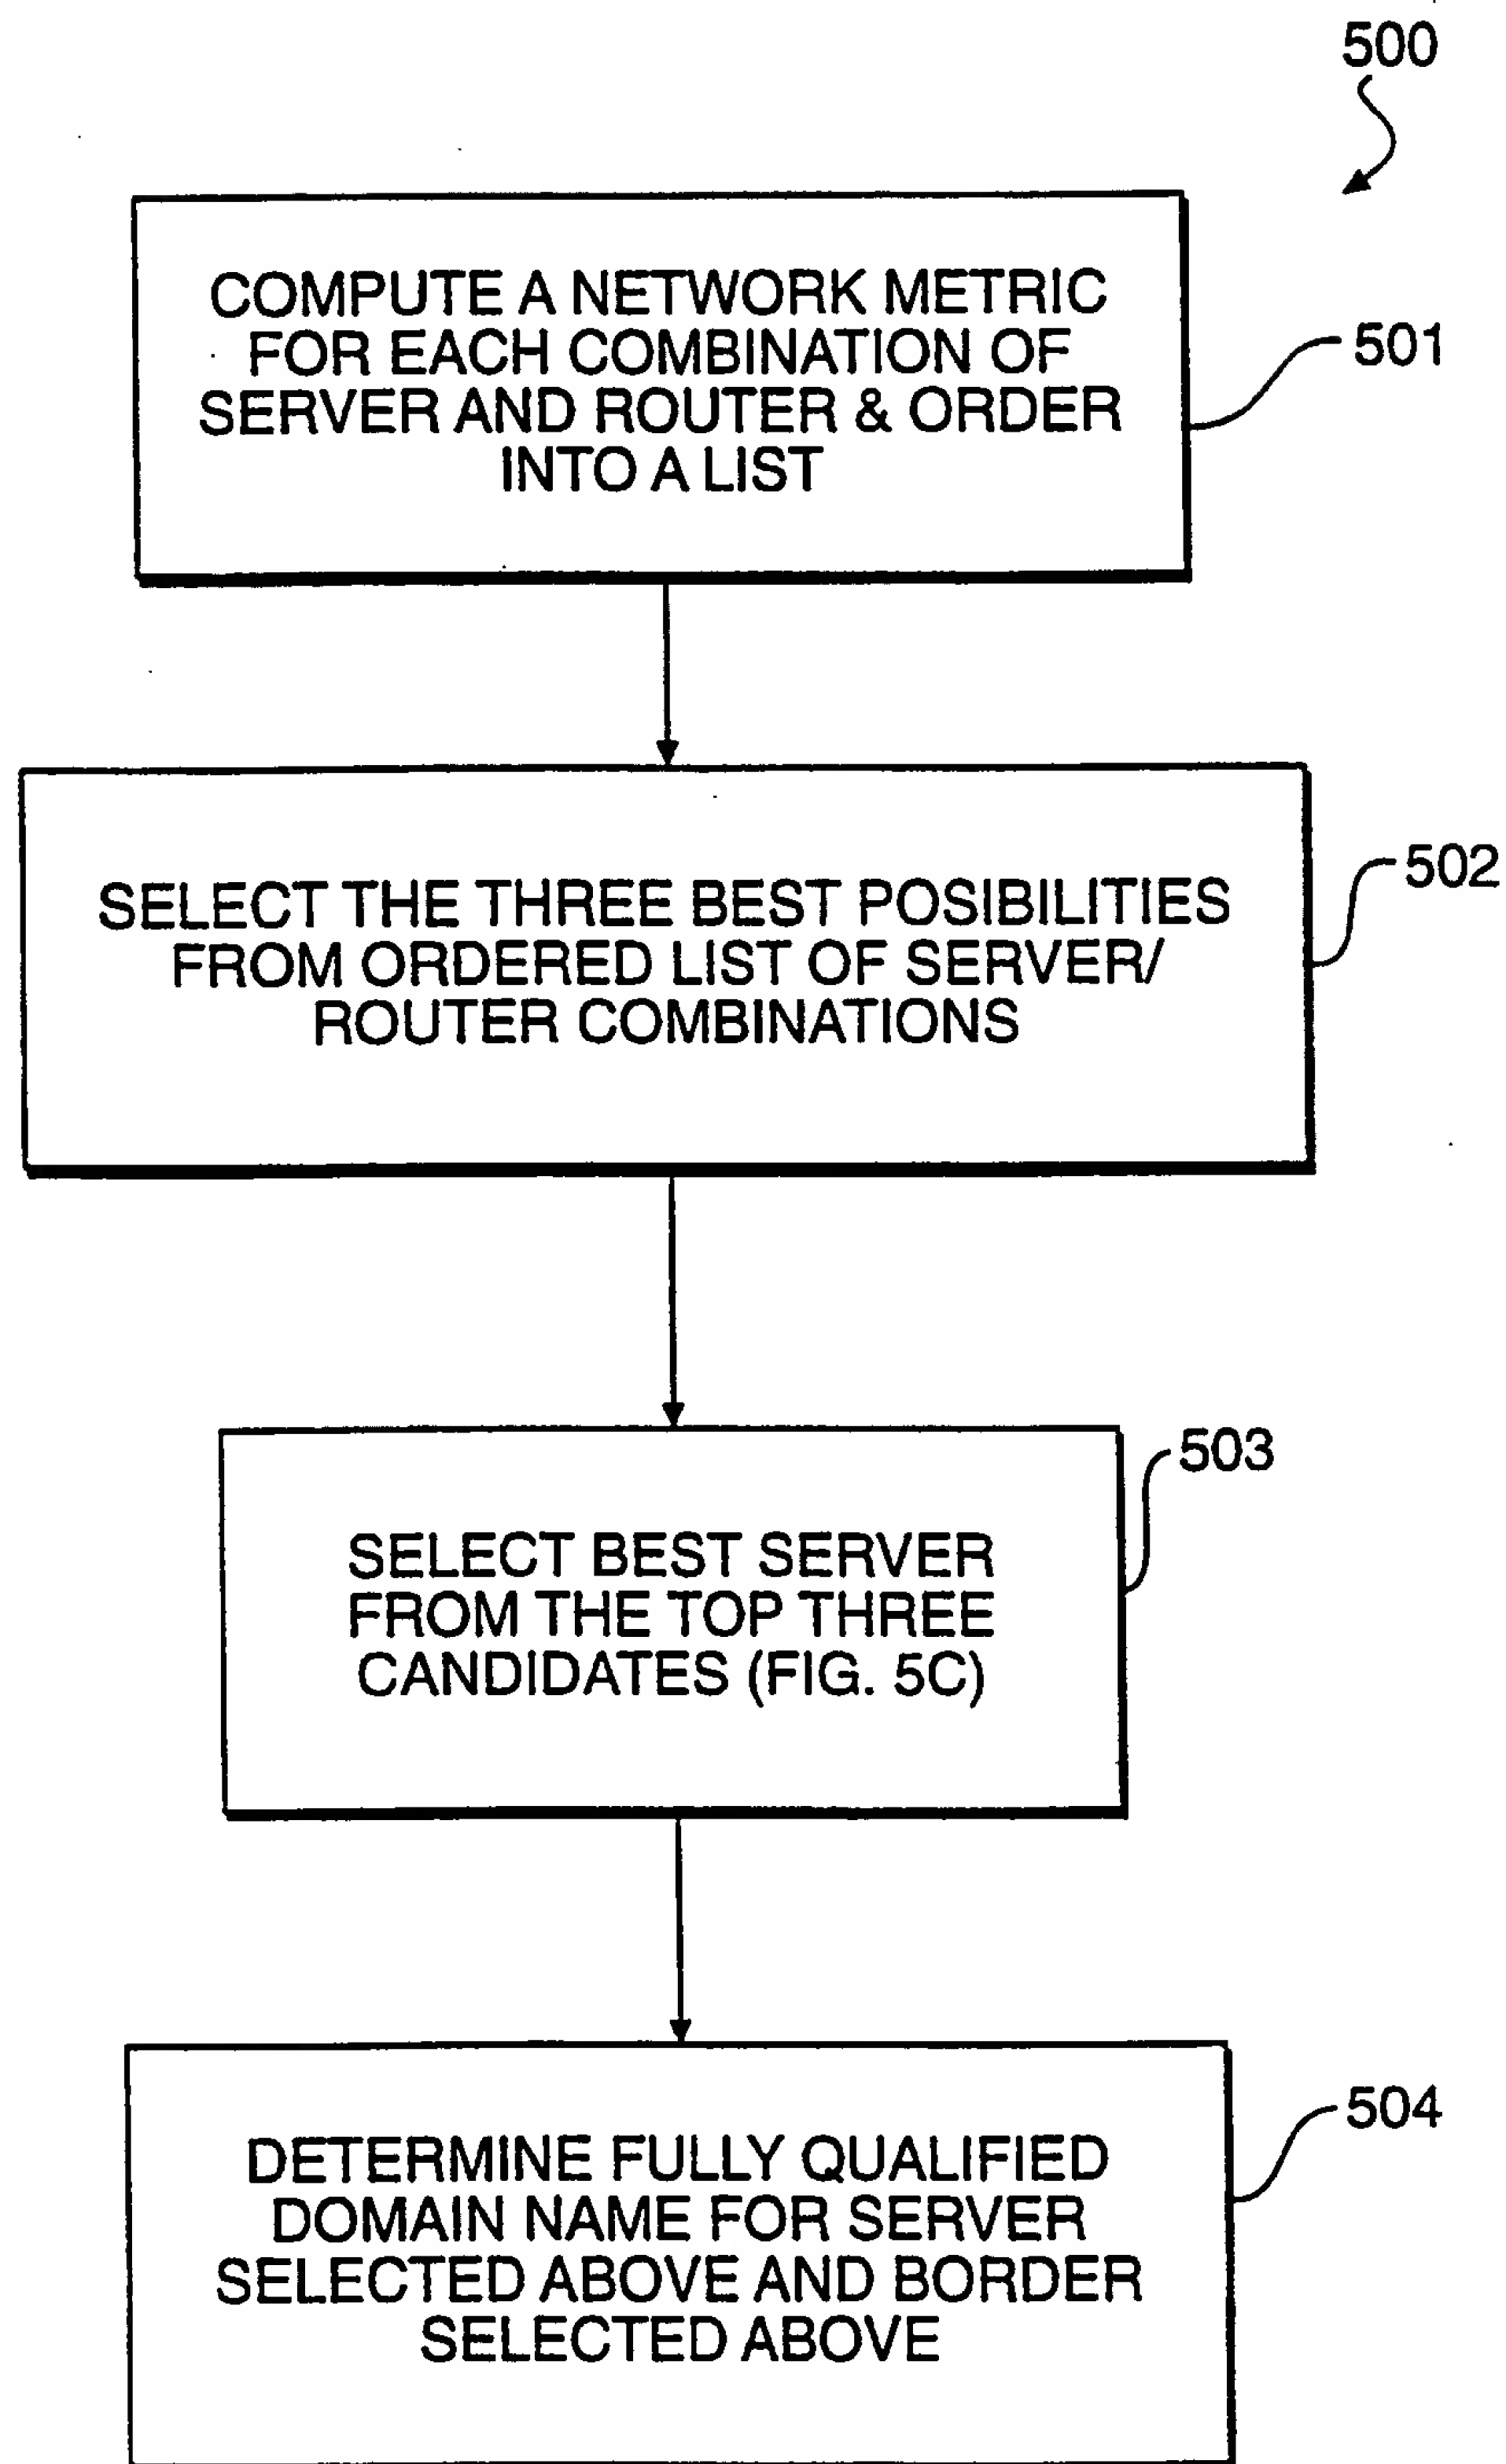 500
COMPUTE A NETWORK METRIC
FOR EACH COMBINATION OF
SERVER AND ROUTER & ORDER
INTO A LIST
501
SELECT THE THREE BEST POSIBILITIES
FROM ORDERED LIST OF SERVER/
ROUTER COMBINATIONS
502
SELECT BEST SERVER
FROM THE TOP THREE
CANDIDATES (FIG. 5C)
503
DETERMINE FULLY QUALIFIED
DOMAIN NAME FOR SERVER
SELECTED ABOVE AND BORDER
SELECTED ABOVE
504